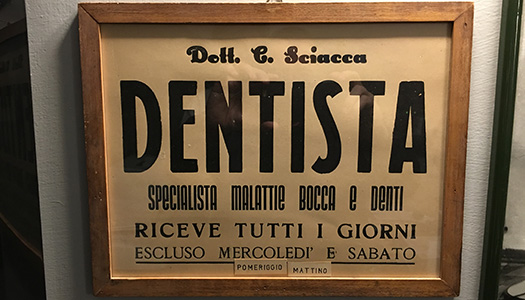 Dott. C. Sciacca
DENTISTA
SPECIALISTA MALATTIE BOCCA E DENTI
RICEVE TUTTI I GIORNI
ESCLUSO MERCOLEDI' E SABATO
POMERIGGIO MATTINO